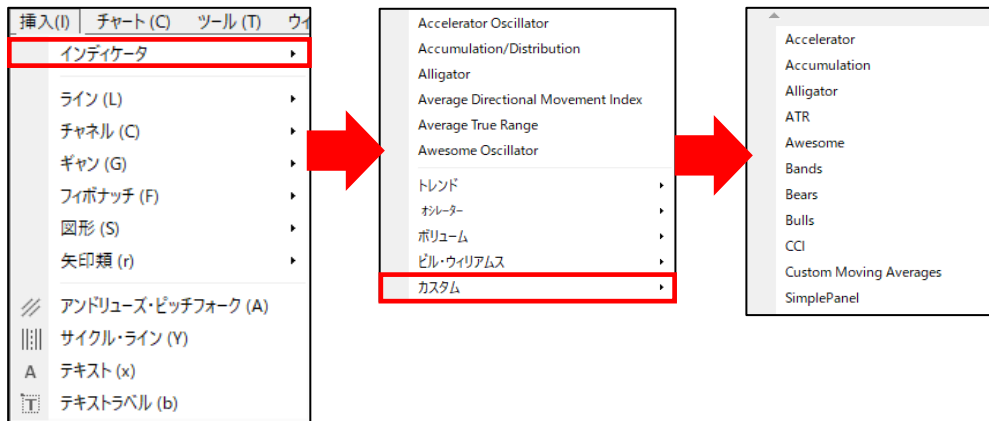 挿入(I) チャート(C) ツール(T)
インディケータ
ライン(L)
チャネル(C)
ギャン(G)
フィボナッチ(F)
図形(S)
矢印類(r)
アンドリューズ・ピッチフォーク(A)
サイクル・ライン(Y)
テキスト(x)
テキストラベル(b)
Accelerator Oscillator
Accumulation/Distribution
Alligator
Average Directional Movement Index
Average True Range
Awesome Oscillator
トレンド
オシレーター
ボリューム
ビル・ウィリアムス
カスタム
Accelerator
Accumulation
Alligator
ATR
Awesome
Bands
Bears
Bulls
CCI
Custom Moving Averages
SimplePanel